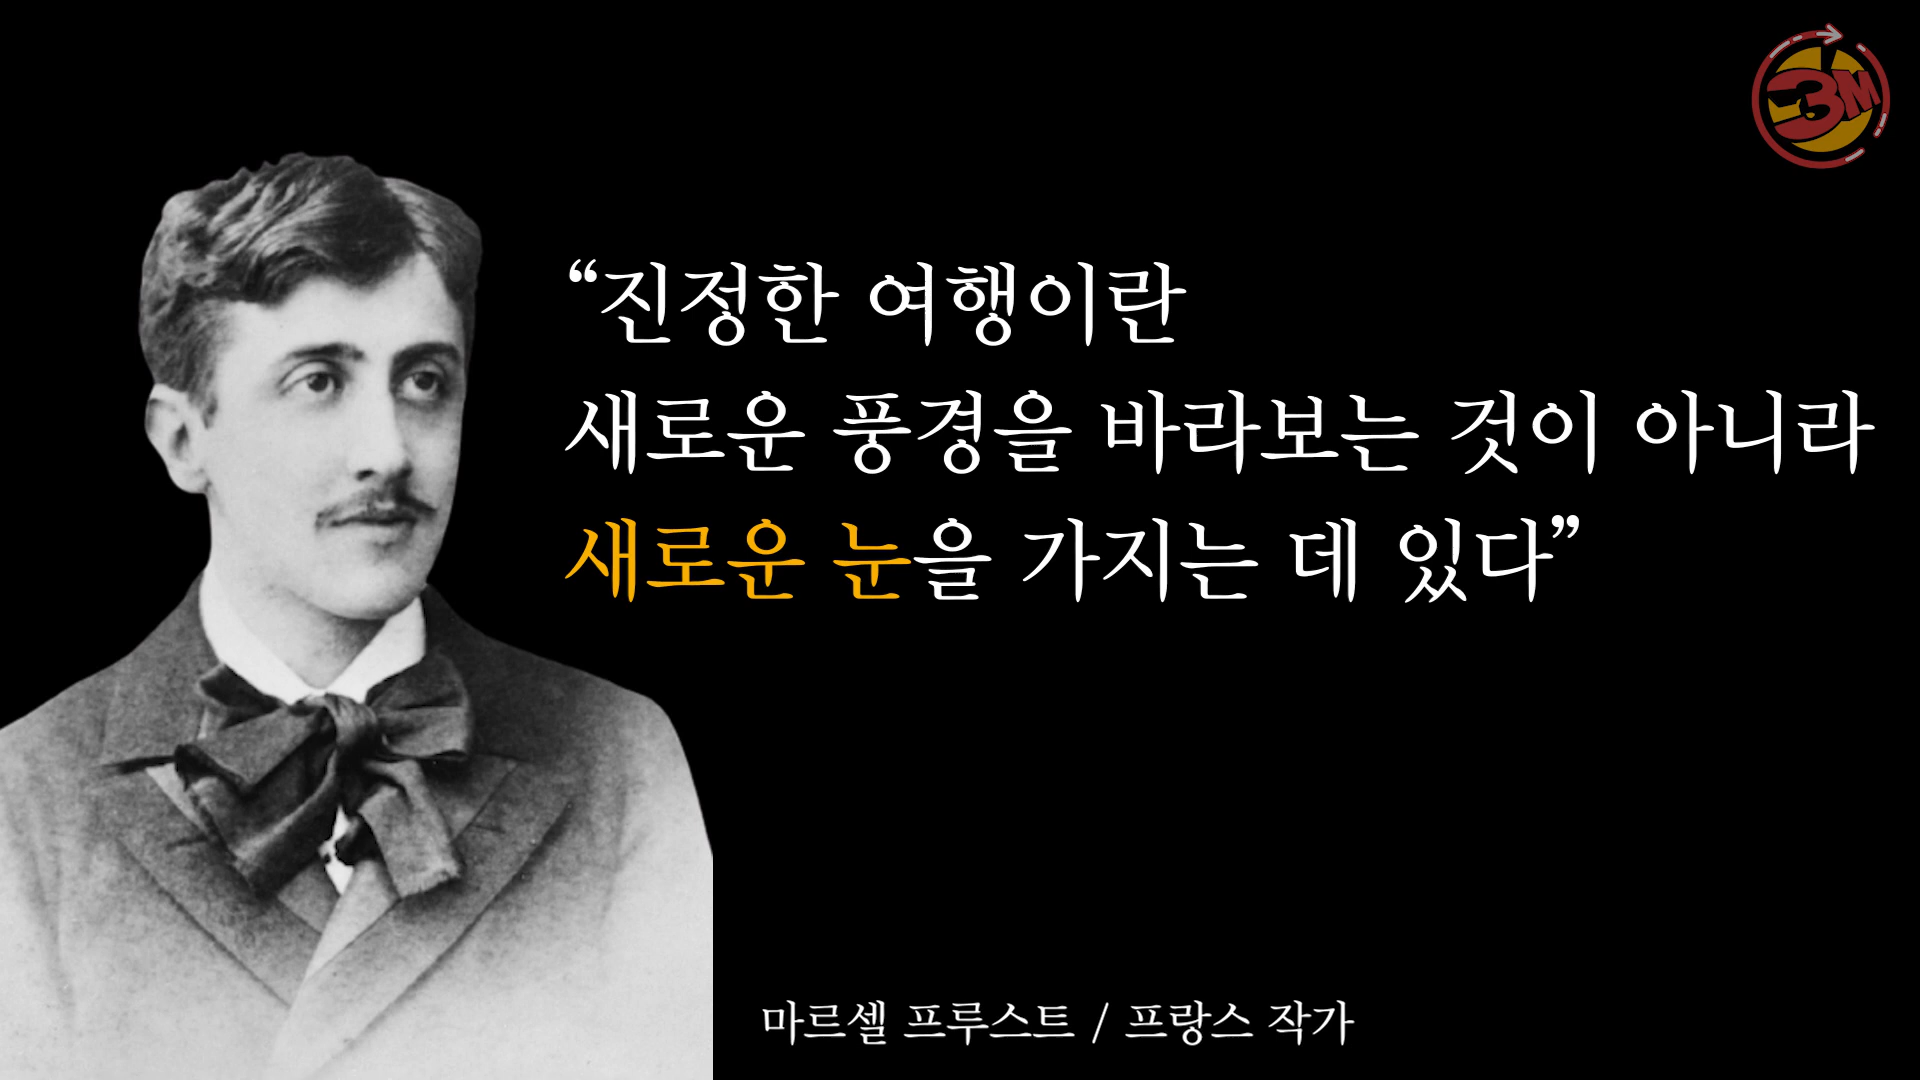 3M
“진정한 여행이란
새로운 풍경을 바라보는 것이 아니라
새로운 눈을 가지는 데 있다”
마르셀 프루스트 / 프랑스 작가